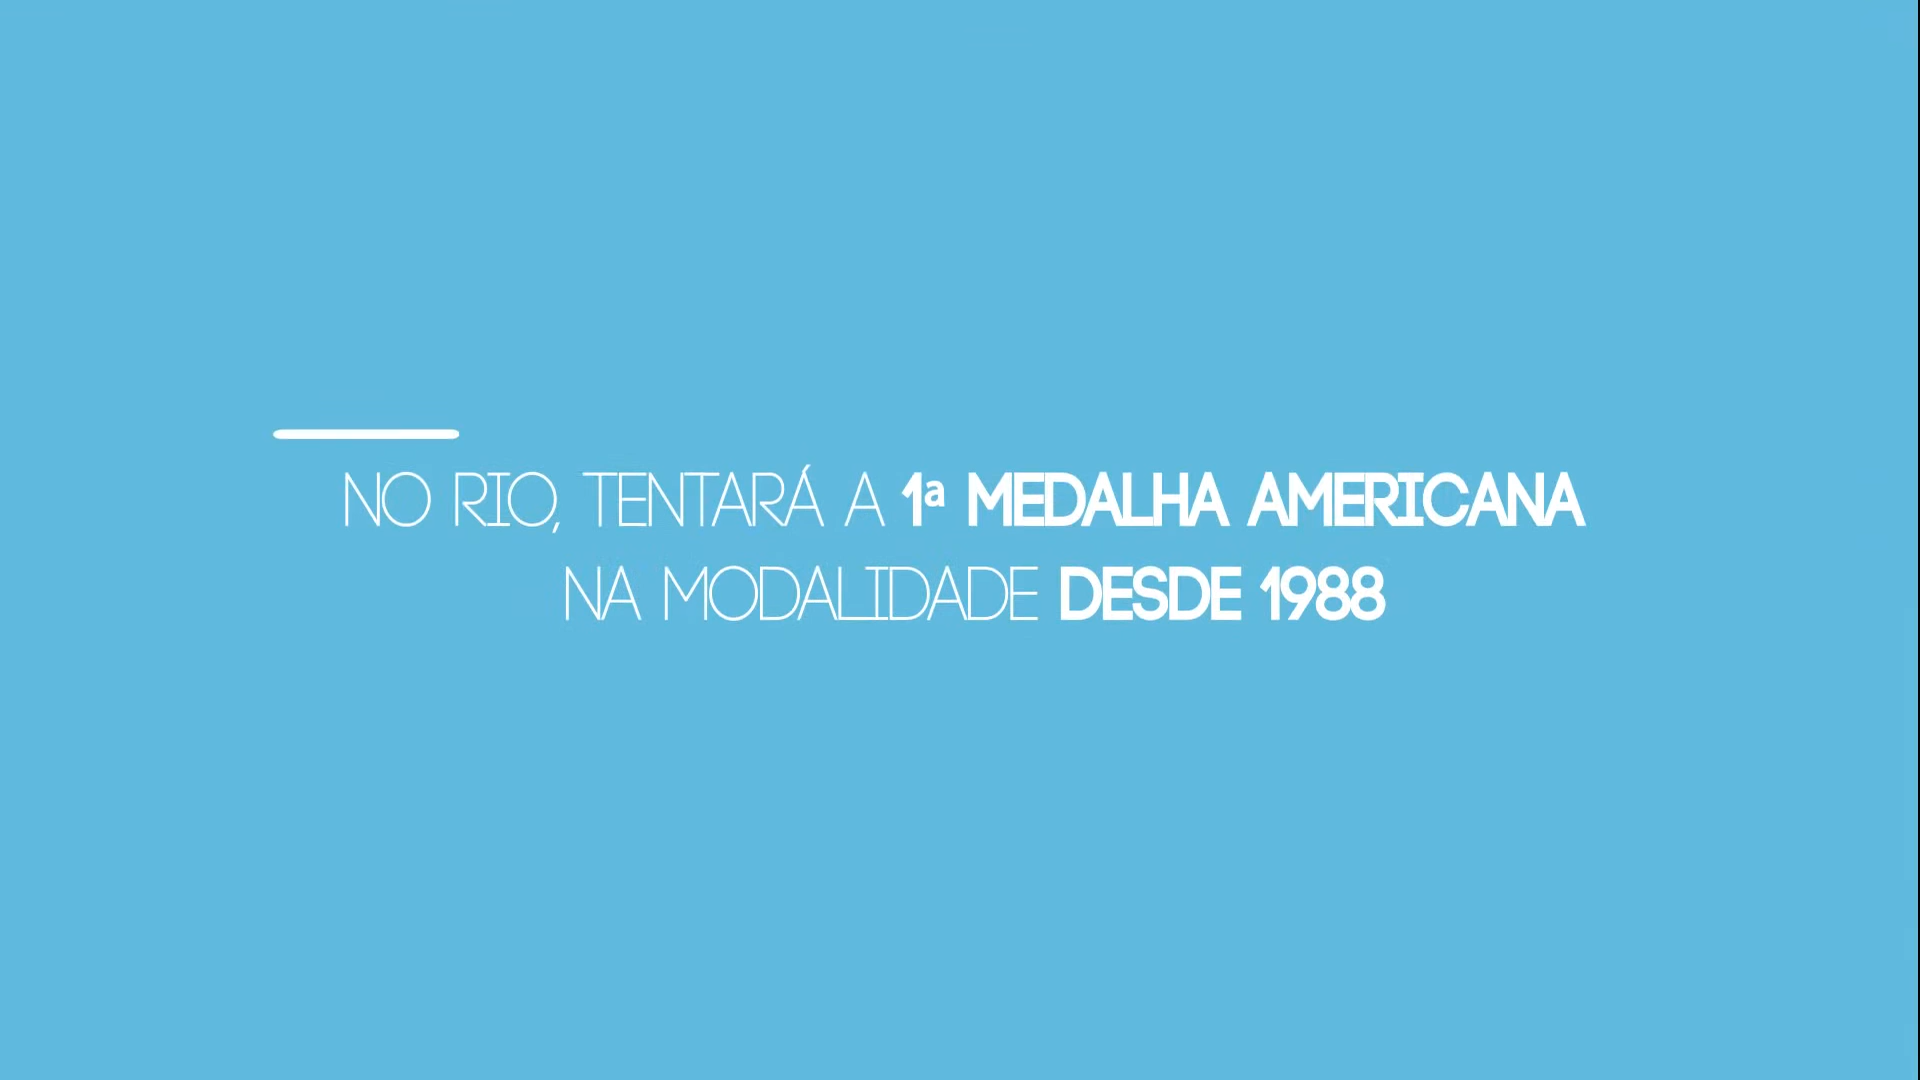 NO RIO, TENTARÁ A 1ª MEDALHA AMERICANA
NA MODALIDADE DESDE 1988